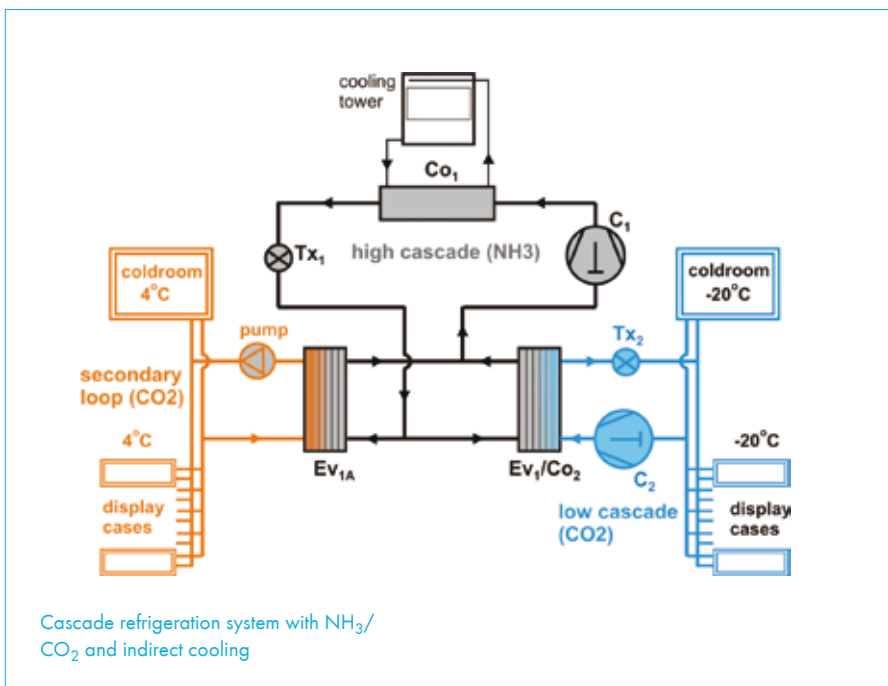 cooling
tower
Co₁
C₁
Tx₁
high cascade (NH3)
coldroom
4°C
coldroom
-20°C
pump
Tx₂
secondary
loop (CO2)
4°C
-20°C
Ev₁A
Ev₁/Co₂
C₂
display
cases
low cascade
(CO2)
display
cases
Cascade refrigeration system with NH₃/
CO₂ and indirect cooling